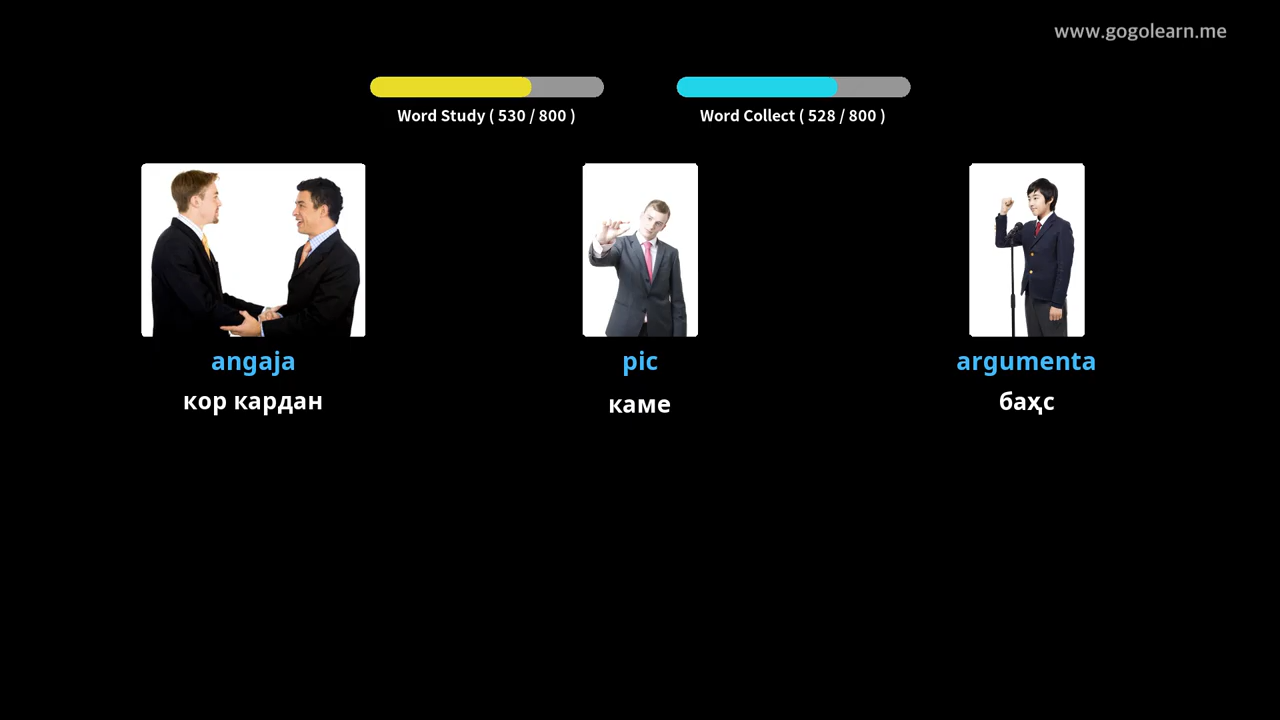 www.gogolearn.me
Word Study ( 530 / 800 )
Word Collect ( 528 / 800 )
angaja
pic
argumenta
кор кардан
каме
баҳс